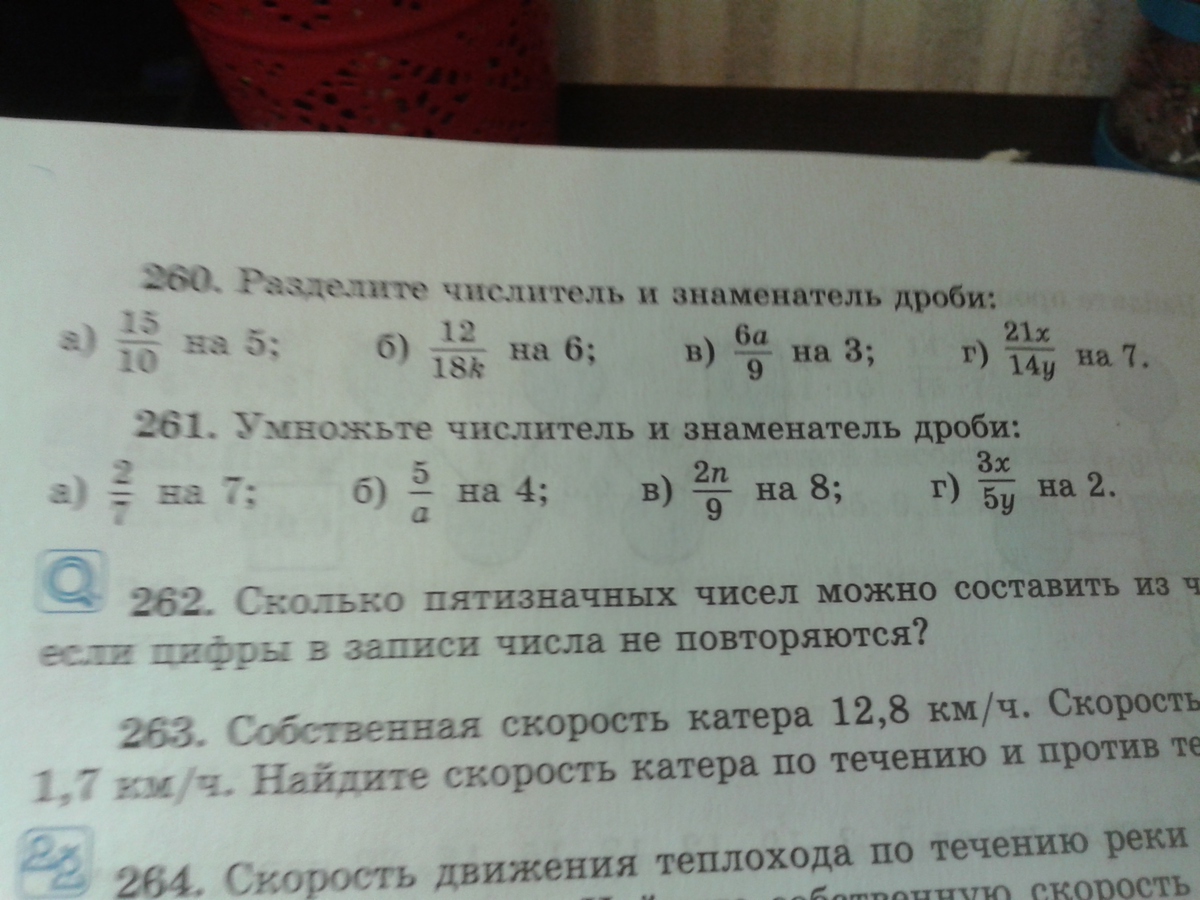 260. Разделите числитель и знаменатель дроби:
а) 15/10 на 5; б) 12/18k на 6; в) 6a/9 на 3; г) 21x/14y на 7.
261. Умножьте числитель и знаменатель дроби:
а) 2/7 на 7; б) 5/a на 4; в) 2n/9 на 8; г) 3x/5y на 2.
262. Сколько пятизначных чисел можно составить из
если цифры в записи числа не повторяются?
263. Собственная скорость катера 12,8 км/ч. Скорость
1,7 км/ч. Найдите скорость катера по течению и против те
264. Скорость движения теплохода по течению реки
собственную скорость